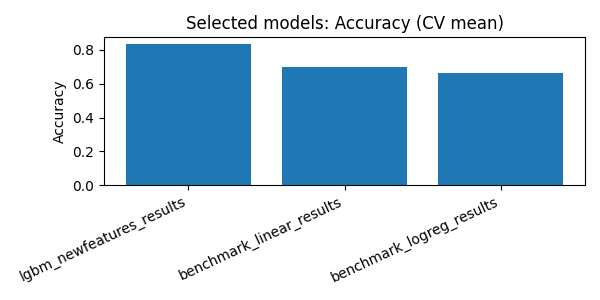 Selected models: Accuracy (CV mean)
Accuracy
0.8
0.6
0.4
0.2
0.0
lgbm_newfeatures_results
benchmark_linear_results
benchmark_logreg_results